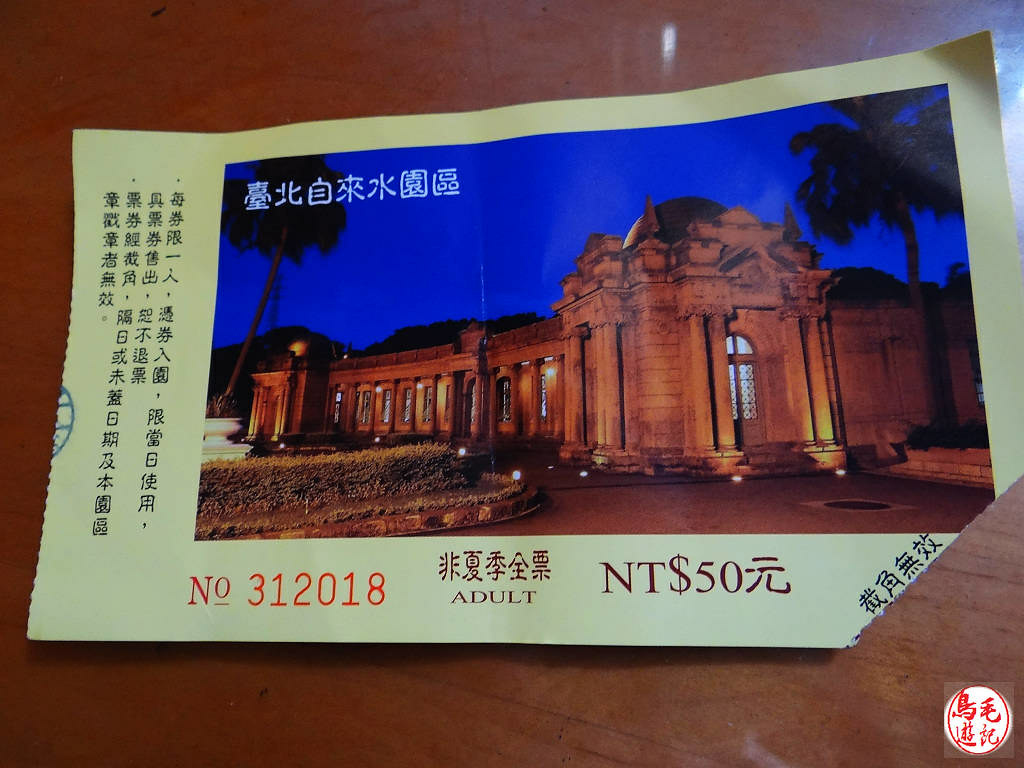 臺北自來水園區
．每券限一人，憑券入園，限當日使用，
具票券售出，恕不退票
．票券經截角，隔日或未蓋日期及本園區
章戳章者無效。
No 312018
非夏季全票
ADULT
NT$50元
截角無效
鳥毛
遊記